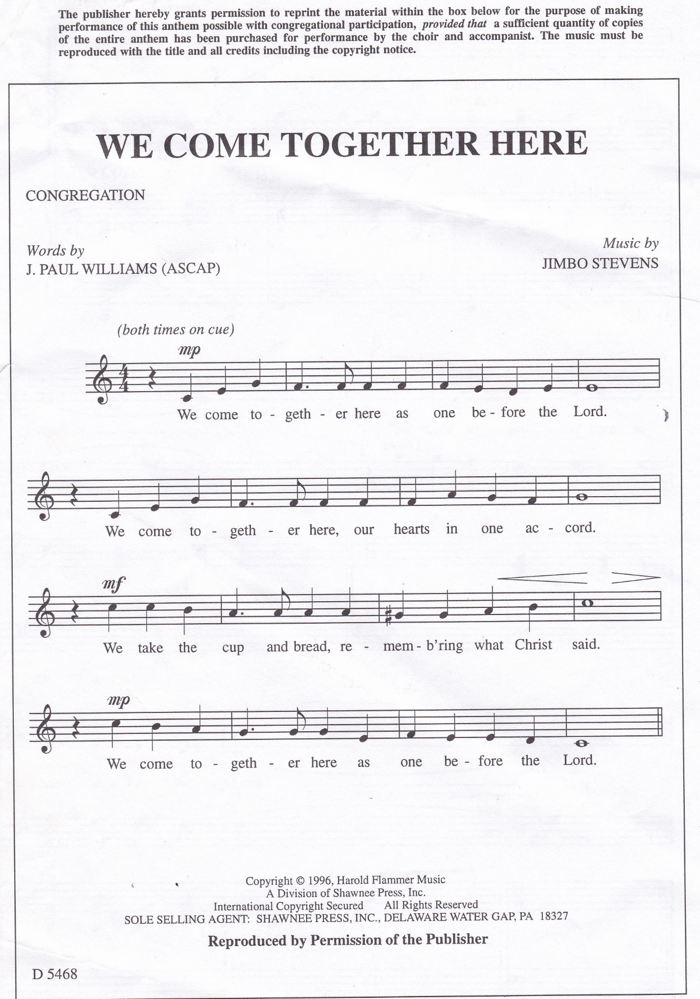 The publisher hereby grants permission to reprint the material within the box below for the purpose of making
performance of this anthem possible with congregational participation, provided that a sufficient quantity of copies
of the entire anthem has been purchased for performance by the choir and accompanist. The music must be
reproduced with the title and all credits including the copyright notice.
WE COME TOGETHER HERE
CONGREGATION
Words by
J. PAUL WILLIAMS (ASCAP)
Music by
JIMBO STEVENS
(both times on cue)
mp
4
4
We come to - geth - er here as one be - fore the Lord.
We come to - geth - er here, our hearts in one ac - cord.
mf
We take the cup and bread, re - mem - b'ring what Christ said.
mp
We come to - geth - er here as one be - fore the Lord.
Copyright © 1996, Harold Flammer Music
A Division of Shawnee Press, Inc.
International Copyright Secured All Rights Reserved
SOLE SELLING AGENT: SHAWNEE PRESS, INC., DELAWARE WATER GAP, PA 18327
Reproduced by Permission of the Publisher
D 5468